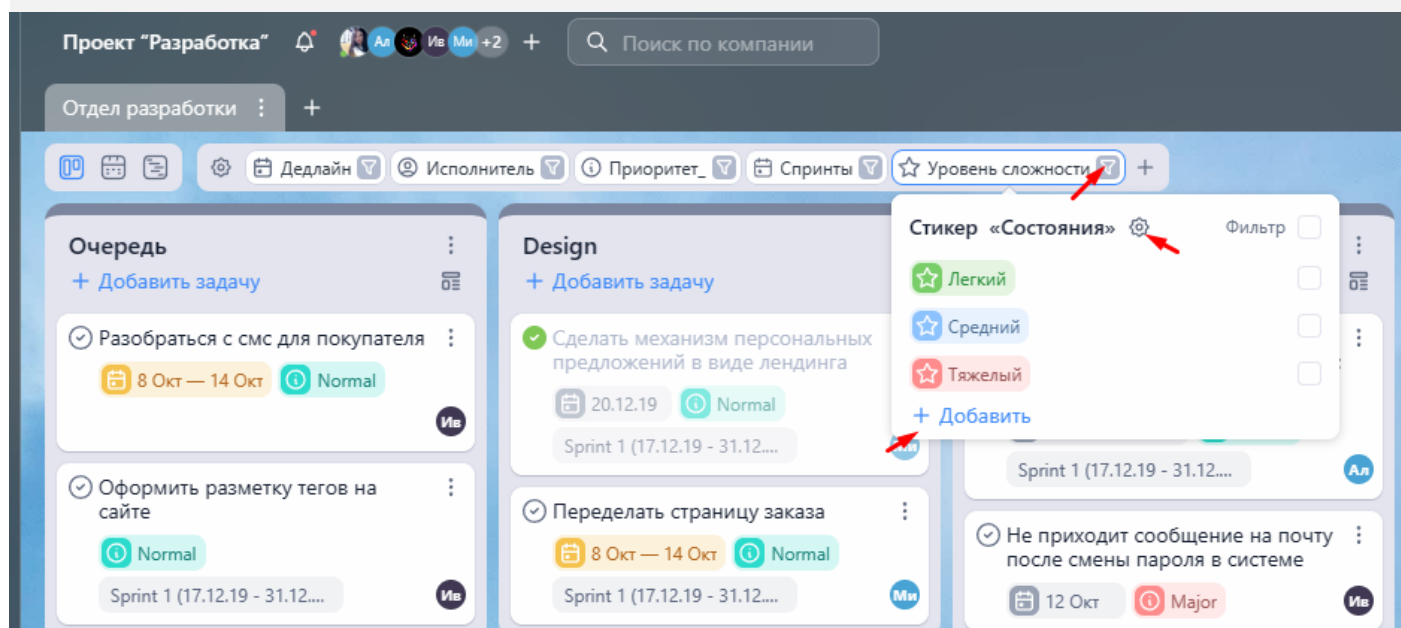 Проект “Разработка” Ал Ив Ми +2 + Поиск по компании
Отдел разработки +
Дедлайн Исполнитель Приоритет_ Спринты Уровень сложности +
Стикер «Состояния» Фильтр
Легкий
Средний
Тяжелый
+ Добавить
Очередь
+ Добавить задачу
Разобраться с смс для покупателя
8 Окт — 14 Окт Normal
Ив
Оформить разметку тегов на
сайте
Normal
Sprint 1 (17.12.19 - 31.12.... Ив
Design
+ Добавить задачу
Сделать механизм персональных
предложений в виде лендинга
20.12.19 Normal
Sprint 1 (17.12.19 - 31.12....
Переделать страницу заказа
8 Окт — 14 Окт Normal
Sprint 1 (17.12.19 - 31.12.... Ми
Sprint 1 (17.12.19 - 31.12.... Ал
Не приходит сообщение на почту
после смены пароля в системе
12 Окт Major Ив